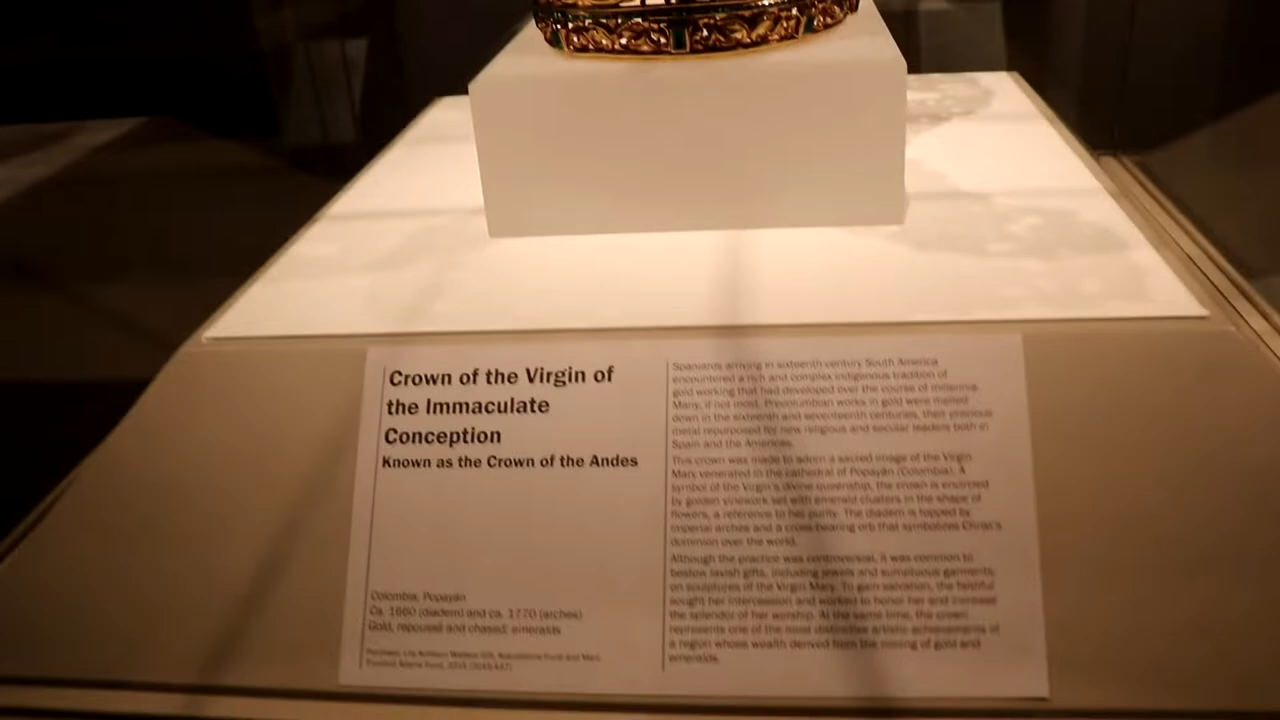 Crown of the Virgin of
the Immaculate
Conception
Known as the Crown of the Andes
Colombia, Popayán
Ca. 1660 (diadem) and ca. 1770 (arches)
Gold, repoussé and chased; emeralds
Spaniards arriving in sixteenth-century South America
encountered a rich and complex indigenous tradition of
gold working that had developed over the course of millennia.
Many, if not most, Precolumbian works in gold were melted
down in the sixteenth and seventeenth centuries, their precious
metal repurposed for new religious and secular leaders both in
Spain and the Americas.
This crown was made to adorn a sacred image of the Virgin
Mary venerated in the cathedral of Popayán (Colombia). A
symbol of the Virgin's divine queenship, the crown is encircled
by golden vinework set with emerald clusters in the shape of
flowers, a reference to her purity. The diadem is topped by
imperial arches and a cross-bearing orb that symbolizes Christ's
dominion over the world.
Although the practice was controversial, it was common to
bestow lavish gifts, including jewels and sumptuous garments,
on sculptures of the Virgin Mary. To gain salvation, the faithful
sought her intercession and worked to honor her and increase
the splendor of her worship. At the same time, the crown
represents one of the most distinctive artistic achievements of
a region whose wealth derived from the mining of gold and
emeralds.